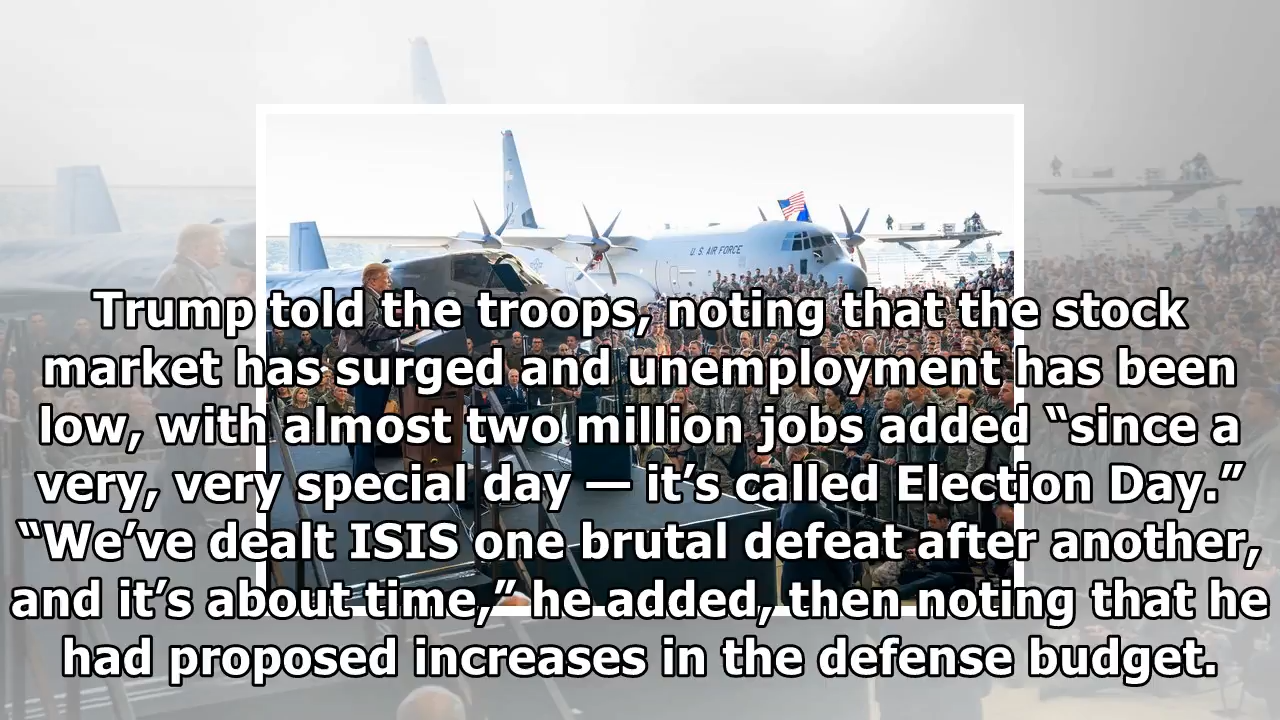 U.S. AIR FORCE
Trump told the troops, noting that the stock
market has surged and unemployment has been
low, with almost two million jobs added “since a
very, very special day — it’s called Election Day.”
“We’ve dealt ISIS one brutal defeat after another,
and it’s about time,” he added, then noting that he
had proposed increases in the defense budget.